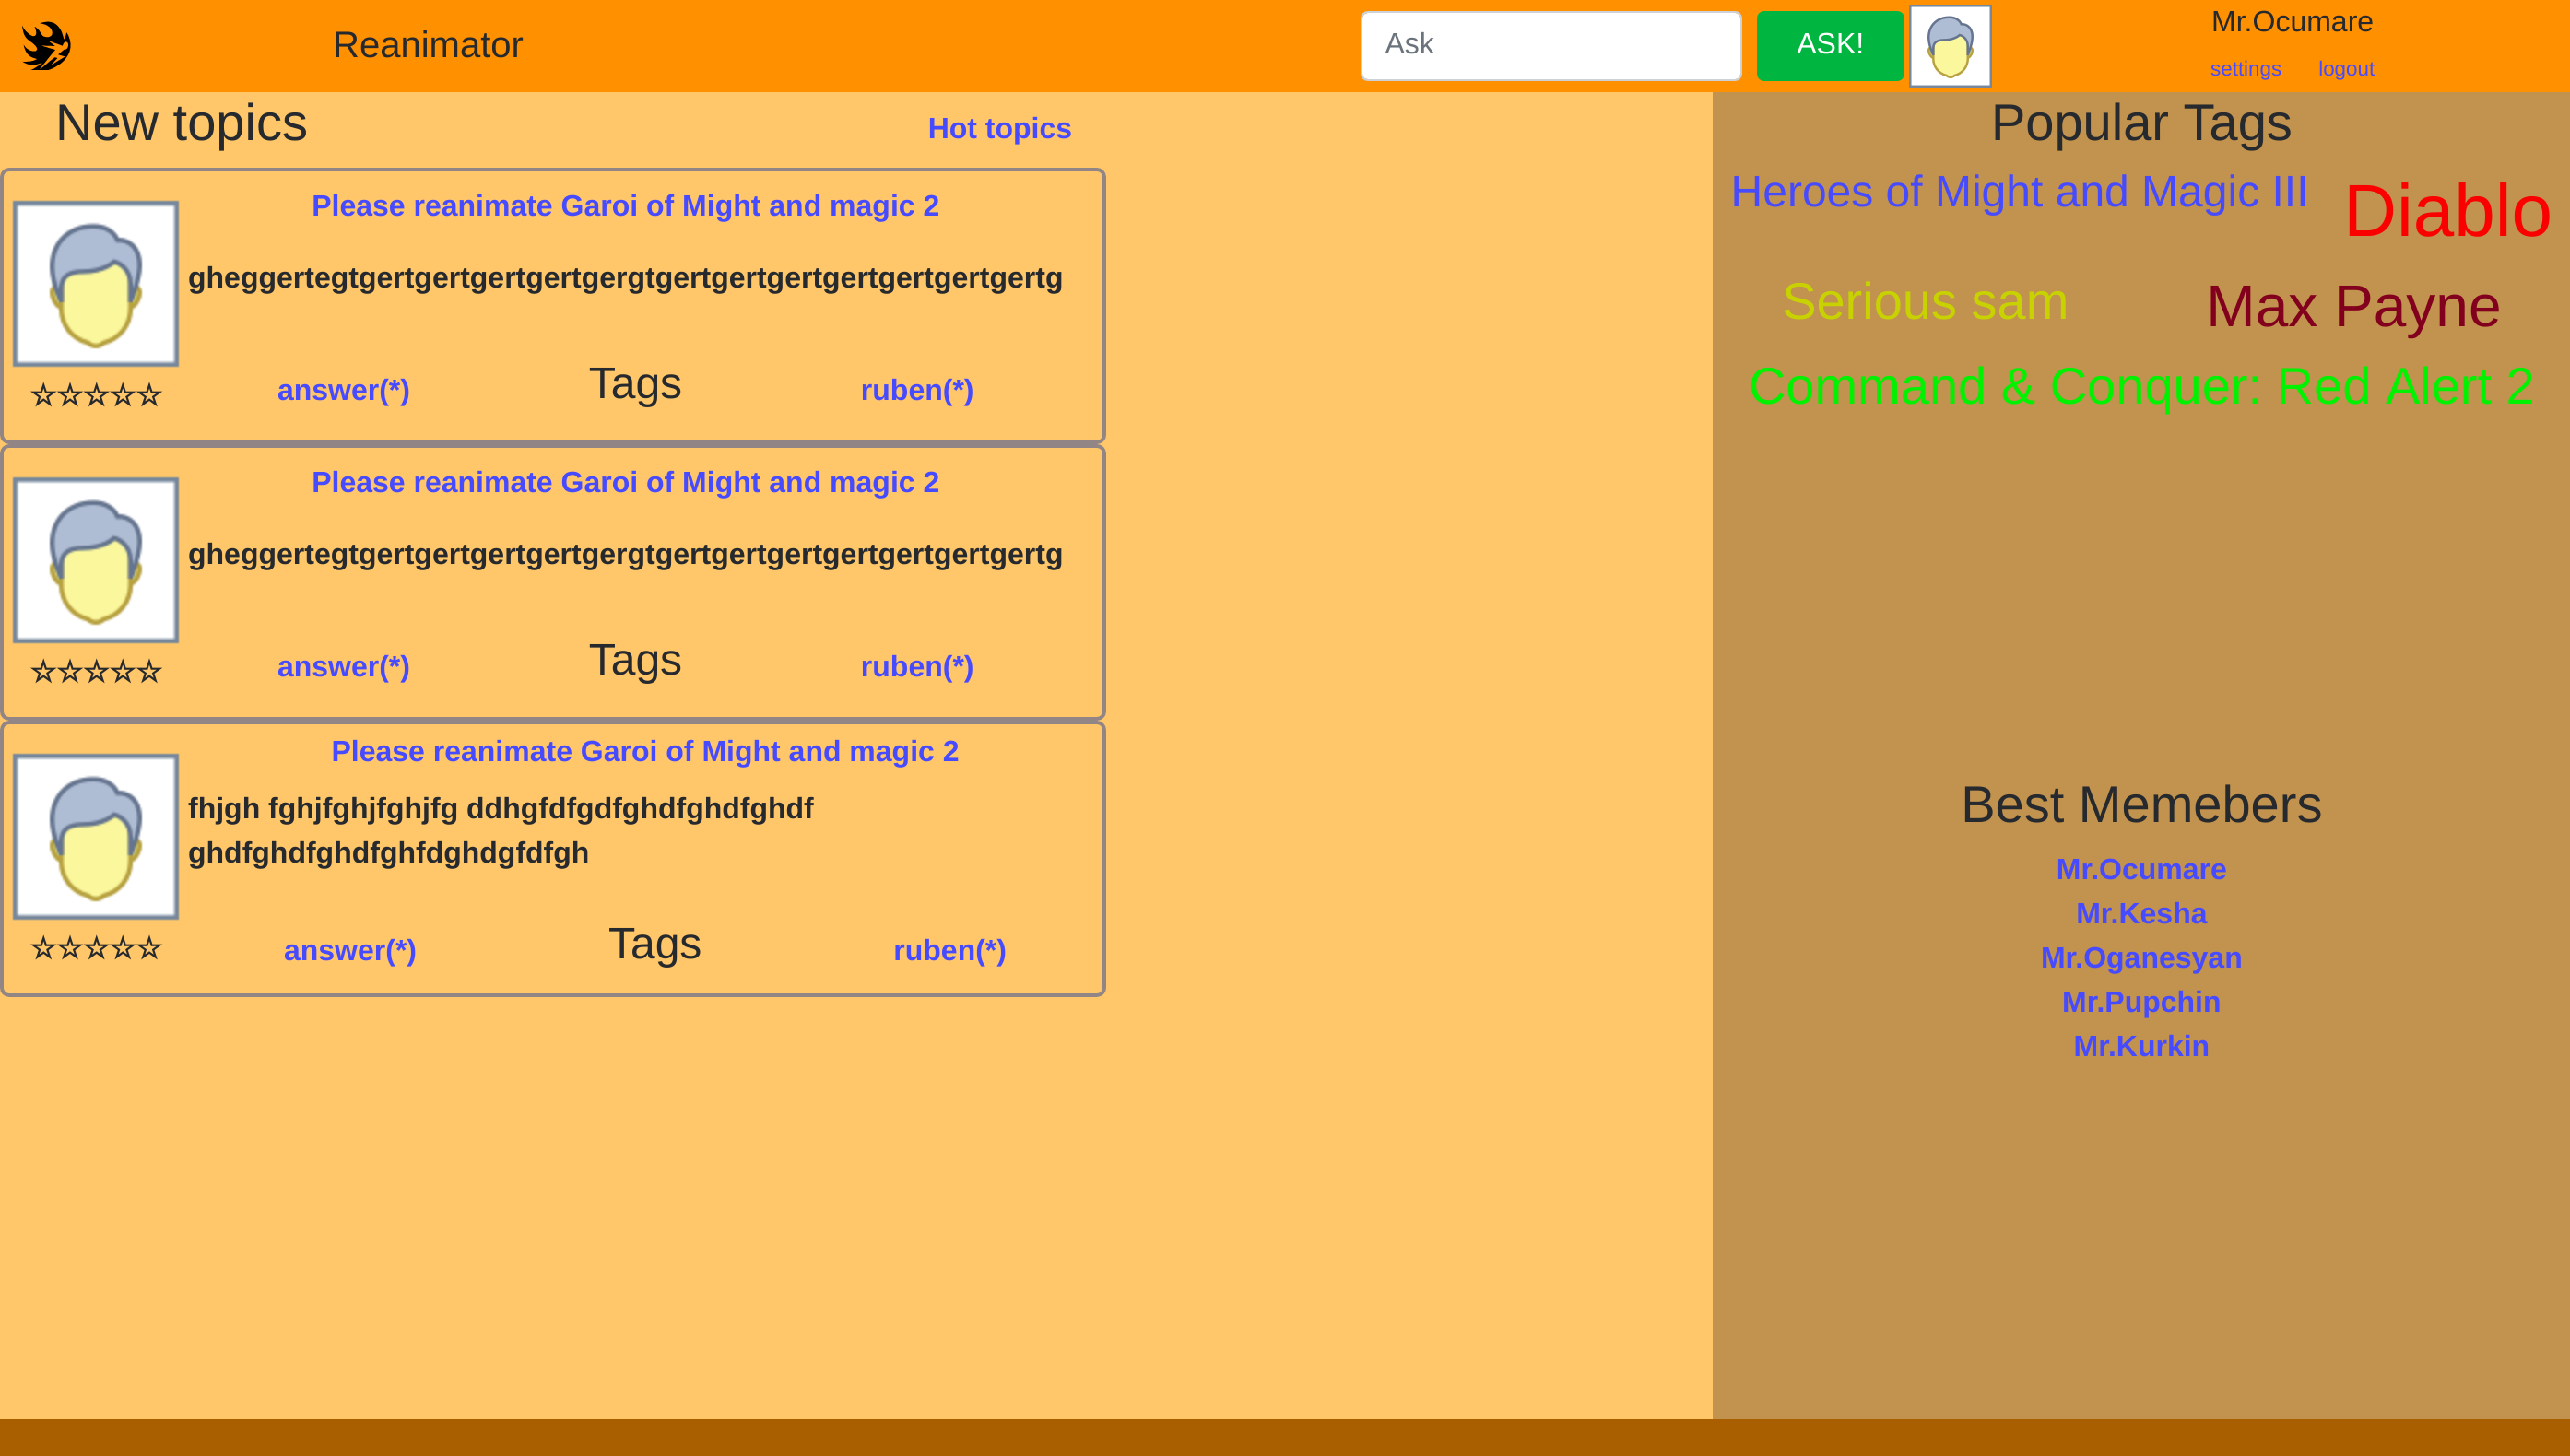 Reanimator
Ask
ASK!
Mr.Ocumare
settings logout
New topics
Hot topics
Please reanimate Garoi of Might and magic 2
gheggertegtgertgertgertgertgergtgertgertgertgertgertgertgertg
☆☆☆☆☆
answer(*)
Tags
ruben(*)
Please reanimate Garoi of Might and magic 2
gheggertegtgertgertgertgertgergtgertgertgertgertgertgertgertg
☆☆☆☆☆
answer(*)
Tags
ruben(*)
Please reanimate Garoi of Might and magic 2
fhjgh fghjfghjfghjfg ddhgfdfgdfghdfghdfghdf
ghdfghdfghdfghfdghdgfdfgh
☆☆☆☆☆
answer(*)
Tags
ruben(*)
Popular Tags
Heroes of Might and Magic III
Diablo
Serious sam
Max Payne
Command & Conquer: Red Alert 2
Best Memebers
Mr.Ocumare
Mr.Kesha
Mr.Oganesyan
Mr.Pupchin
Mr.Kurkin